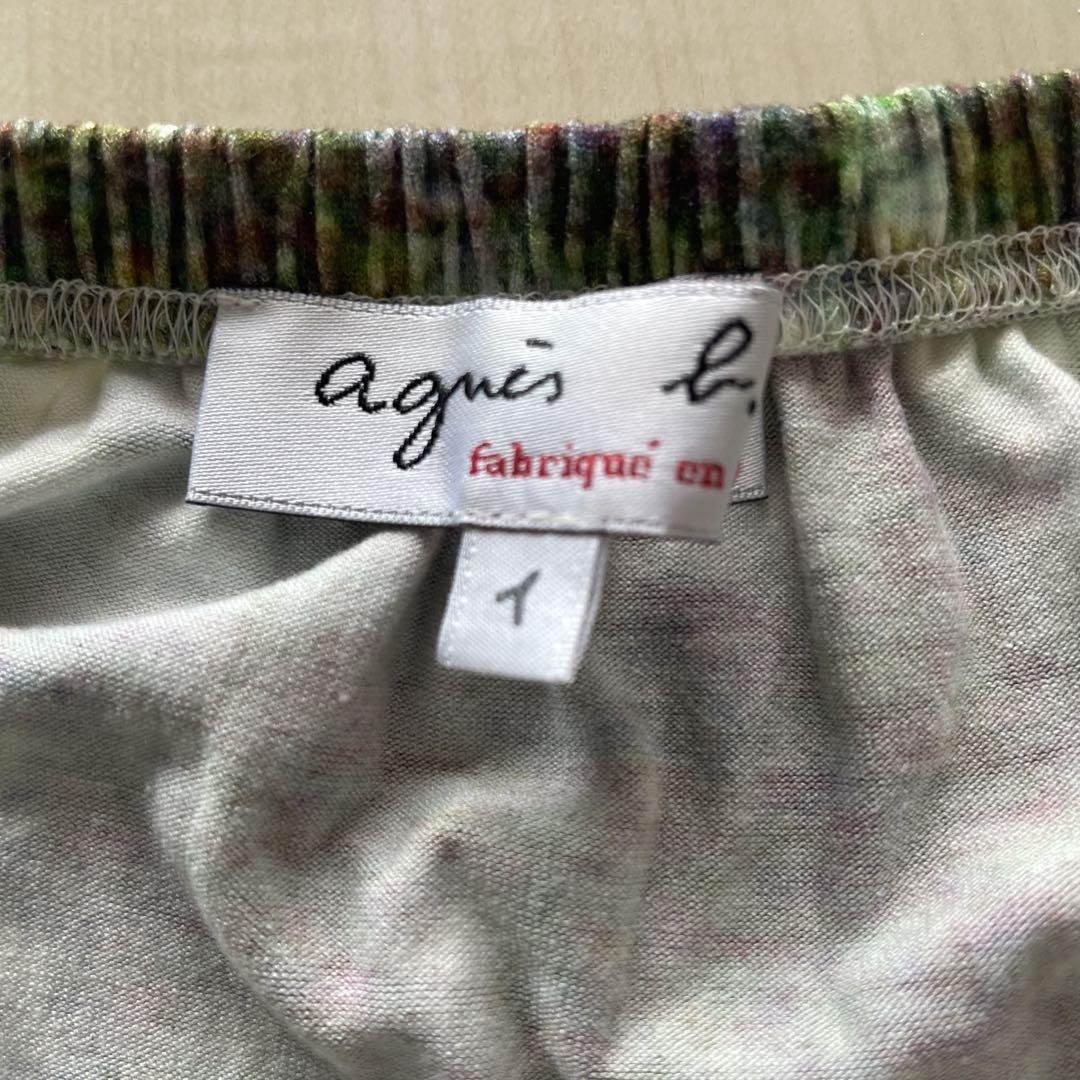 agnès b.
fabriqué en
1